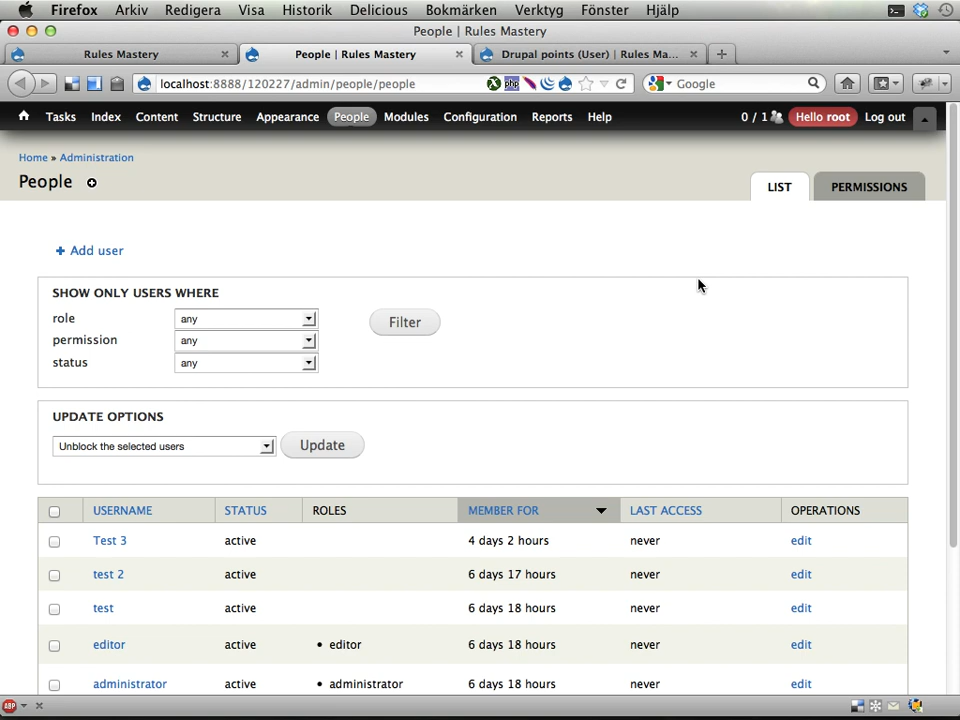 Firefox Arkiv Redigera Visa Historik Delicious Bokmärken Verktyg Fönster Hjälp
People | Rules Mastery
Rules Mastery People | Rules Mastery Drupal points (User) | Rules Ma...
localhost:8888/120227/admin/people/people php Google
Tasks Index Content Structure Appearance People Modules Configuration Reports Help 0 / 1 Hello root Log out
Home » Administration
People LIST PERMISSIONS
+ Add user
SHOW ONLY USERS WHERE
role any Filter
permission any
status any
UPDATE OPTIONS
Unblock the selected users Update
USERNAME STATUS ROLES MEMBER FOR LAST ACCESS OPERATIONS
Test 3 active 4 days 2 hours never edit
test 2 active 6 days 17 hours never edit
test active 6 days 18 hours never edit
editor active • editor 6 days 18 hours never edit
administrator active • administrator 6 days 18 hours never edit
ABP